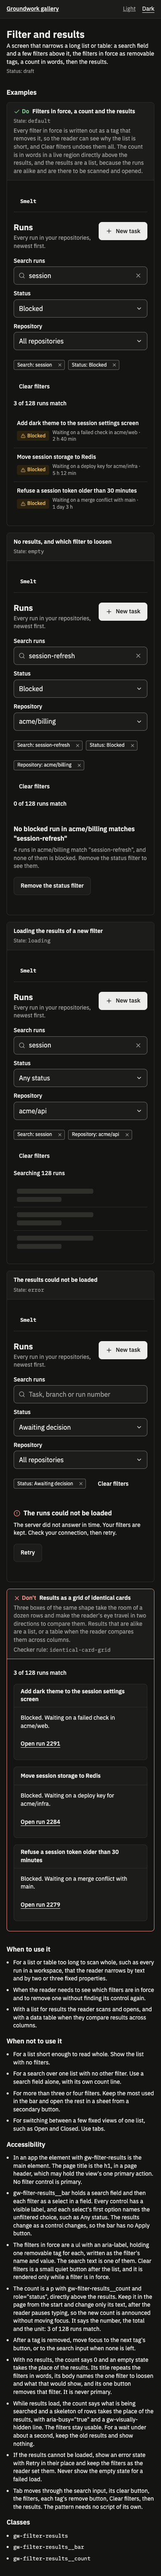 Groundwork gallery
Light
Dark
Filter and results
A screen that narrows a long list or table: a search field
and a few filters above it, the filters in force as removable
tags, a count in words, then the results.
Status: draft
Examples
Do Filters in force, a count and the results
State: default
Every filter in force is written out as a tag that
removes it, so the reader can see why the list is
short and Clear filters undoes them all. The count
is in words in a live region directly above the
results, and the results are a list, because the runs
are alike and are there to be scanned and opened.
Smelt
Runs
Every run in your repositories,
newest first.
New task
Search runs
session
Status
Blocked
Repository
All repositories
Search: session
Status: Blocked
Clear filters
3 of 128 runs match
Add dark theme to the session settings screen
Blocked
Waiting on a failed check in acme/web ·
2 h 40 min
Move session storage to Redis
Blocked
Waiting on a deploy key for acme/infra ·
5 h 12 min
Refuse a session token older than 30 minutes
Blocked
Waiting on a merge conflict with main ·
1 day 3 h
No results, and which filter to loosen
State: empty
Smelt
Runs
Every run in your repositories,
newest first.
New task
Search runs
session-refresh
Status
Blocked
Repository
acme/billing
Search: session-refresh
Status: Blocked
Repository: acme/billing
Clear filters
0 of 128 runs match
No blocked run in acme/billing matches
"session-refresh"
4 runs in acme/billing match "session-refresh", and
none of them is blocked. Remove the status filter to
see them.
Remove the status filter
Loading the results of a new filter
State: loading
Smelt
Runs
Every run in your repositories,
newest first.
New task
Search runs
session
Status
Any status
Repository
acme/api
Search: session
Repository: acme/api
Clear filters
Searching 128 runs
The results could not be loaded
State: error
Smelt
Runs
Every run in your repositories,
newest first.
New task
Search runs
Task, branch or run number
Status
Awaiting decision
Repository
All repositories
Status: Awaiting decision
Clear filters
The runs could not be loaded
The server did not answer in time. Your filters are
kept. Check your connection, then retry.
Retry
Don't Results as a grid of identical cards
Three boxes of the same shape take the room of a
dozen rows and make the reader's eye travel in two
directions to compare them. Results that are alike
are a list, or a table when the reader compares
them across columns.
Checker rule: identical-card-grid
3 of 128 runs match
Add dark theme to the session settings
screen
Blocked. Waiting on a failed check in
acme/web.
Open run 2291
Move session storage to Redis
Blocked. Waiting on a deploy key for
acme/infra.
Open run 2284
Refuse a session token older than 30
minutes
Blocked. Waiting on a merge conflict with
main.
Open run 2279
When to use it
• For a list or table too long to scan whole, such as every
run in a workspace, that the reader narrows by text
and by two or three fixed properties.
• When the reader needs to see which filters are in force
and to remove one without finding its control again.
• With a list for results the reader scans and opens, and
with a data table when they compare results across
columns.
When not to use it
• For a list short enough to read whole. Show the list
with no filters.
• For a search over one list with no other filter. Use a
search field alone, with its own count line.
• For more than three or four filters. Keep the most used
in the bar and open the rest in a sheet from a
secondary button.
• For switching between a few fixed views of one list,
such as Open and Closed. Use tabs.
Accessibility
• In an app the element with gw-filter-results is the
main element. The page title is the h1, in a page
header, which may hold the view's one primary action.
No filter control is primary.
• gw-filter-results__bar holds a search field and then
each filter as a select in a field. Every control has a
visible label, and each select's first option names the
unfiltered choice, such as Any status. The results
change as a control changes, so the bar has no Apply
button.
• The filters in force are a ul with an aria-label, holding
one removable tag for each, written as the filter's
name and value. The search text is one of them. Clear
filters is a small quiet button after the list, and it is
rendered only while a filter is in force.
• The count is a p with gw-filter-results__count and
role="status", directly above the results. Keep it in the
page from the start and change only its text, after the
reader pauses typing, so the new count is announced
without moving focus. It says the number, the total
and the unit: 3 of 128 runs match.
• After a tag is removed, move focus to the next tag's
button, or to the search input when none is left.
• With no results, the count says 0 and an empty state
takes the place of the results. Its title repeats the
filters in words, its body names the one to loosen
and what that would show, and its one button
removes that filter. It is never primary.
• While results load, the count says what is being
searched and a skeleton of rows takes the place of the
results, with aria-busy="true" and a gw-visually-
hidden line. The filters stay usable. For a wait under
about a second, keep the old results and show
nothing.
• If the results cannot be loaded, show an error state
with Retry in their place and keep the filters the
reader set. Never show the empty state for a
failed load.
• Tab moves through the search input, its clear button,
the filters, each tag's remove button, Clear filters, then
the results. The pattern needs no script of its own.
Classes
• gw-filter-results
• gw-filter-results__bar
• gw-filter-results__count